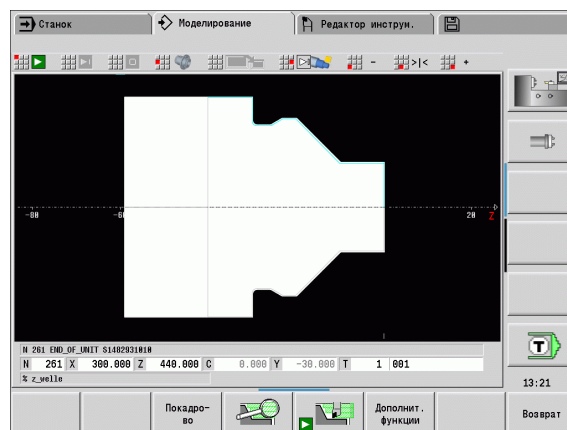 Станок Моделирование Редактор инструм.
- >|< +
-80 -60 20 Z
N 261 END_OF_UNIT S1482931010
N 261 X 300.000 Z 440.000 C 0.000 Y -30.000 T 1 001
% z_welle
T
13:21
Покадро-
во
Дополнит.
функции
Возврат